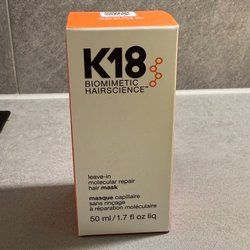 K18
BIOMIMETIC
HAIRSCIENCE™
leave-in
molecular repair
hair mask
masque capillaire
sans rinçage
à réparation moléculaire
50 ml/1.7 fl oz liq